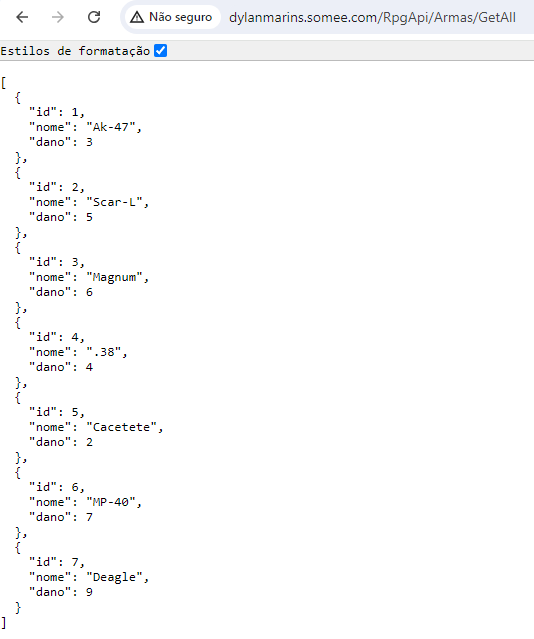 Não seguro dylanmarins.somee.com/RpgApi/Armas/GetAll
Estilos de formatação
[
  {
    "id": 1,
    "nome": "Ak-47",
    "dano": 3
  },
  {
    "id": 2,
    "nome": "Scar-L",
    "dano": 5
  },
  {
    "id": 3,
    "nome": "Magnum",
    "dano": 6
  },
  {
    "id": 4,
    "nome": ".38",
    "dano": 4
  },
  {
    "id": 5,
    "nome": "Cacetete",
    "dano": 2
  },
  {
    "id": 6,
    "nome": "MP-40",
    "dano": 7
  },
  {
    "id": 7,
    "nome": "Deagle",
    "dano": 9
  }
]